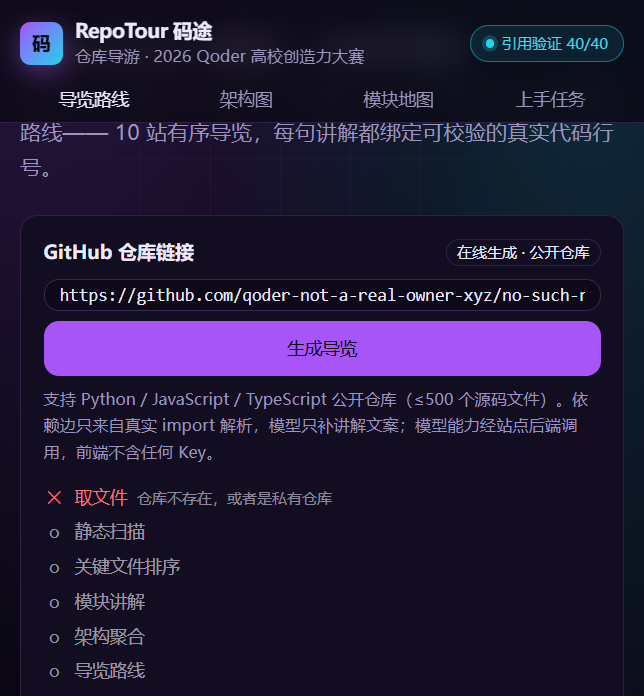 码
RepoTour 码途
仓库导游 · 2026 Qoder 高校创造力大赛
引用验证 40/40
导览路线
架构图
模块地图
上手任务
路线—— 10 站有序导览，每句讲解都绑定可校验的真实代码行
号。
GitHub 仓库链接
在线生成 · 公开仓库
https://github.com/qoder-not-a-real-owner-xyz/no-such-r
生成导览
支持 Python / JavaScript / TypeScript 公开仓库（≤500 个源码文件）。依
赖边只来自真实 import 解析，模型只补讲解文案；模型能力经站点后端调
用，前端不含任何 Key。
取文件 仓库不存在，或者是私有仓库
静态扫描
关键文件排序
模块讲解
架构聚合
导览路线